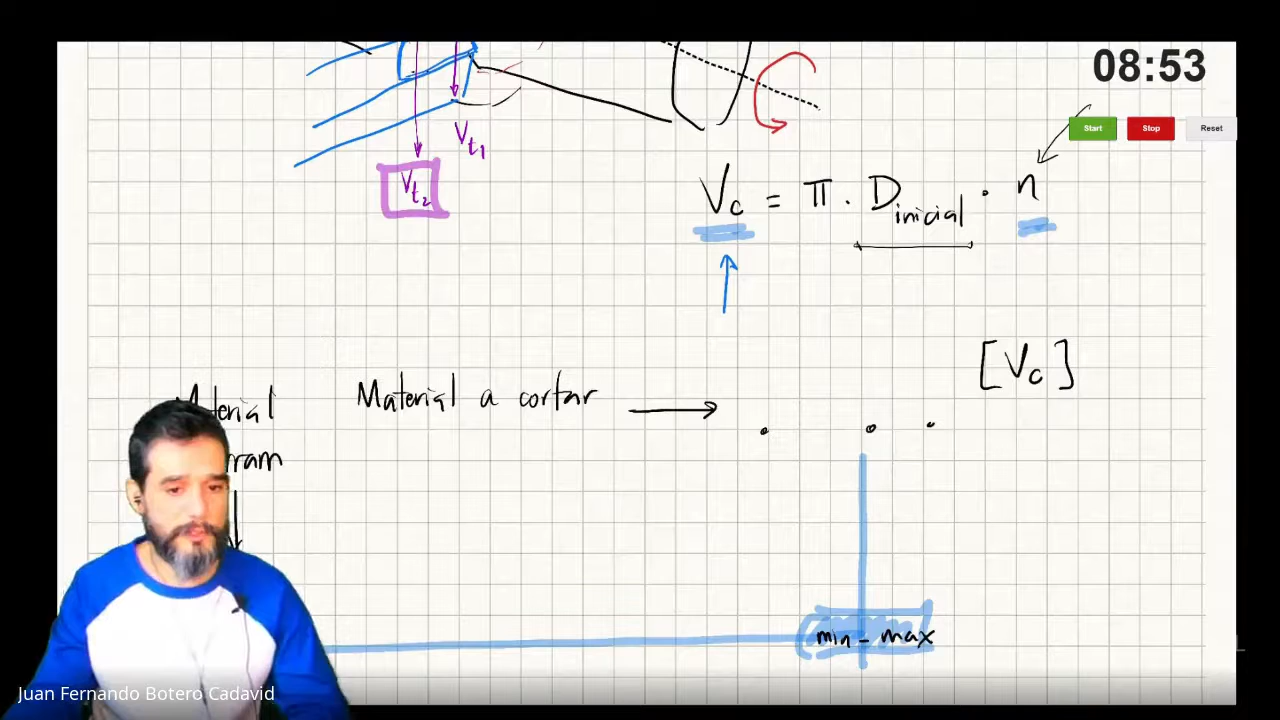 08:53
Start Stop Reset
Vt1
Vt2
Vc = π · Dinicial · n
[Vc]
Material a cortar
min - max
Juan Fernando Botero Cadavid